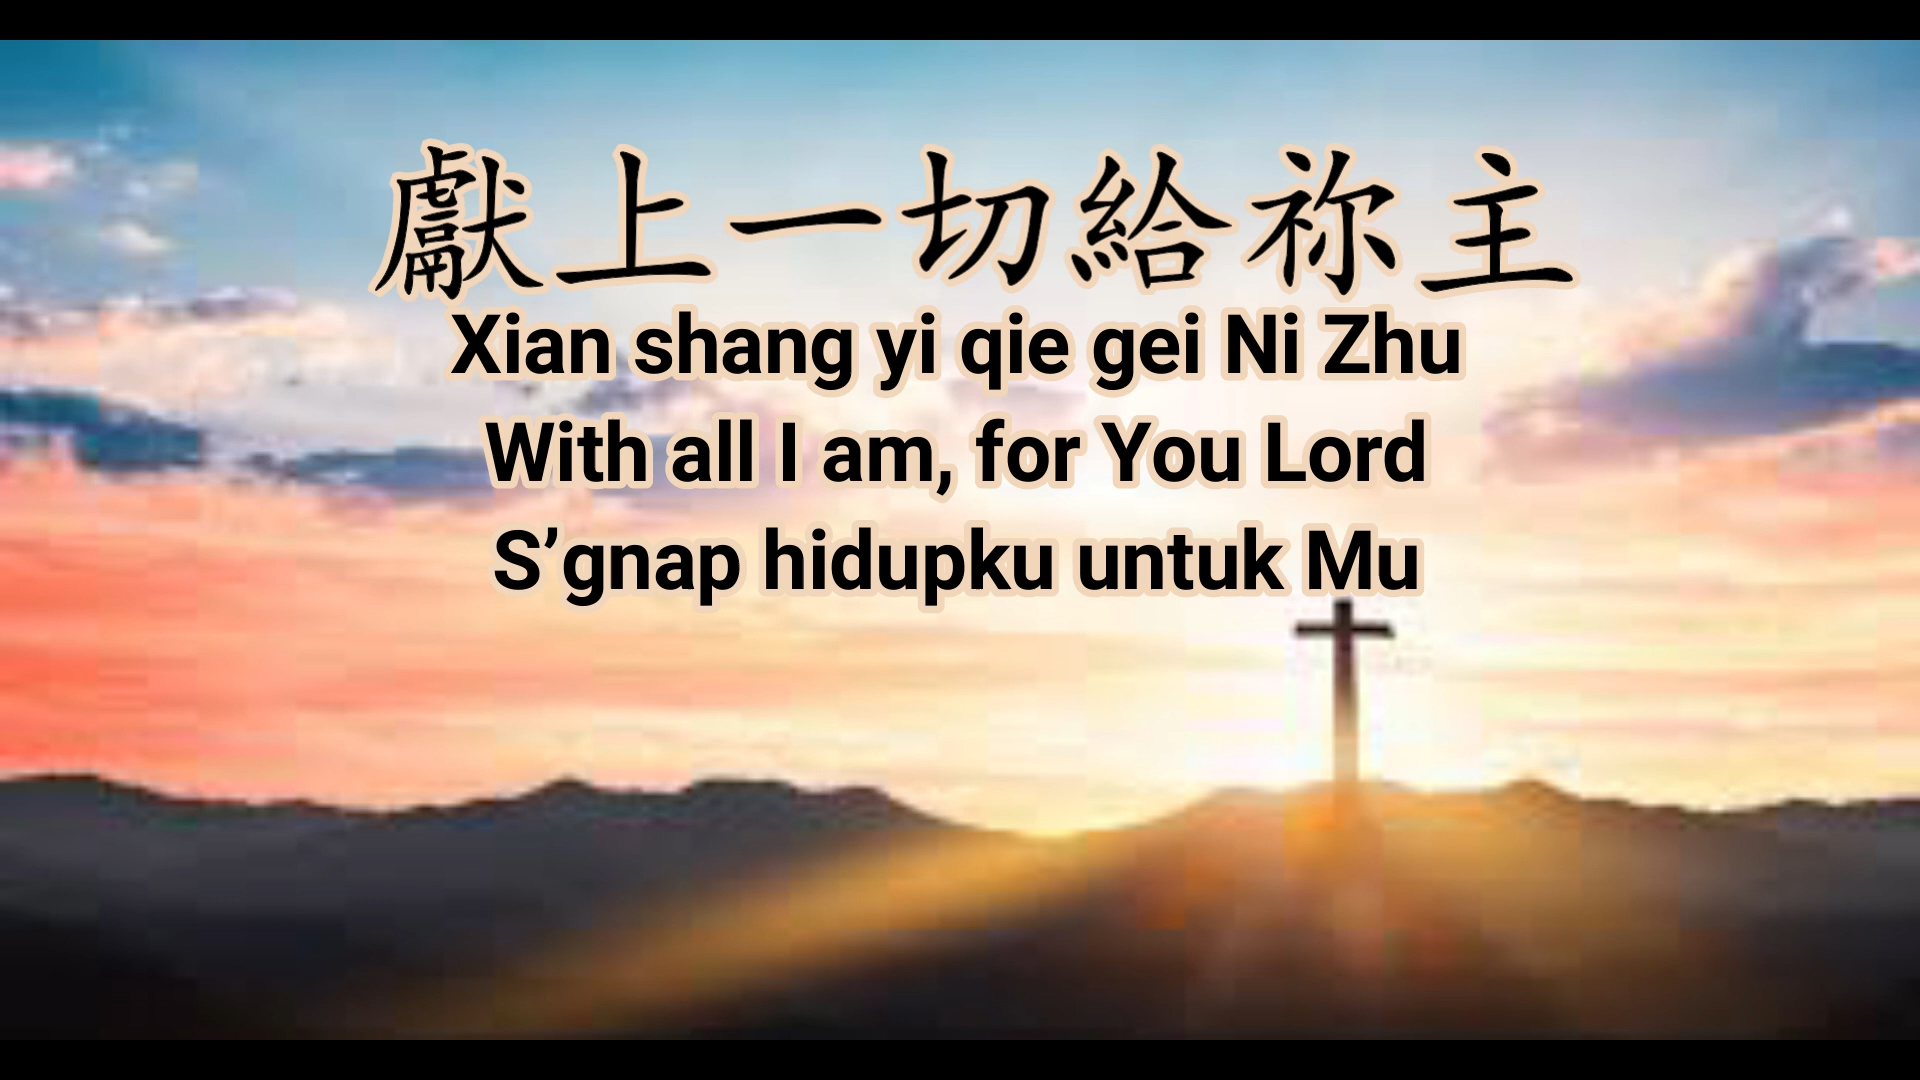 獻上一切給祢主
Xian shang yi qie gei Ni Zhu
With all I am, for You Lord
S’gnap hidupku untuk Mu